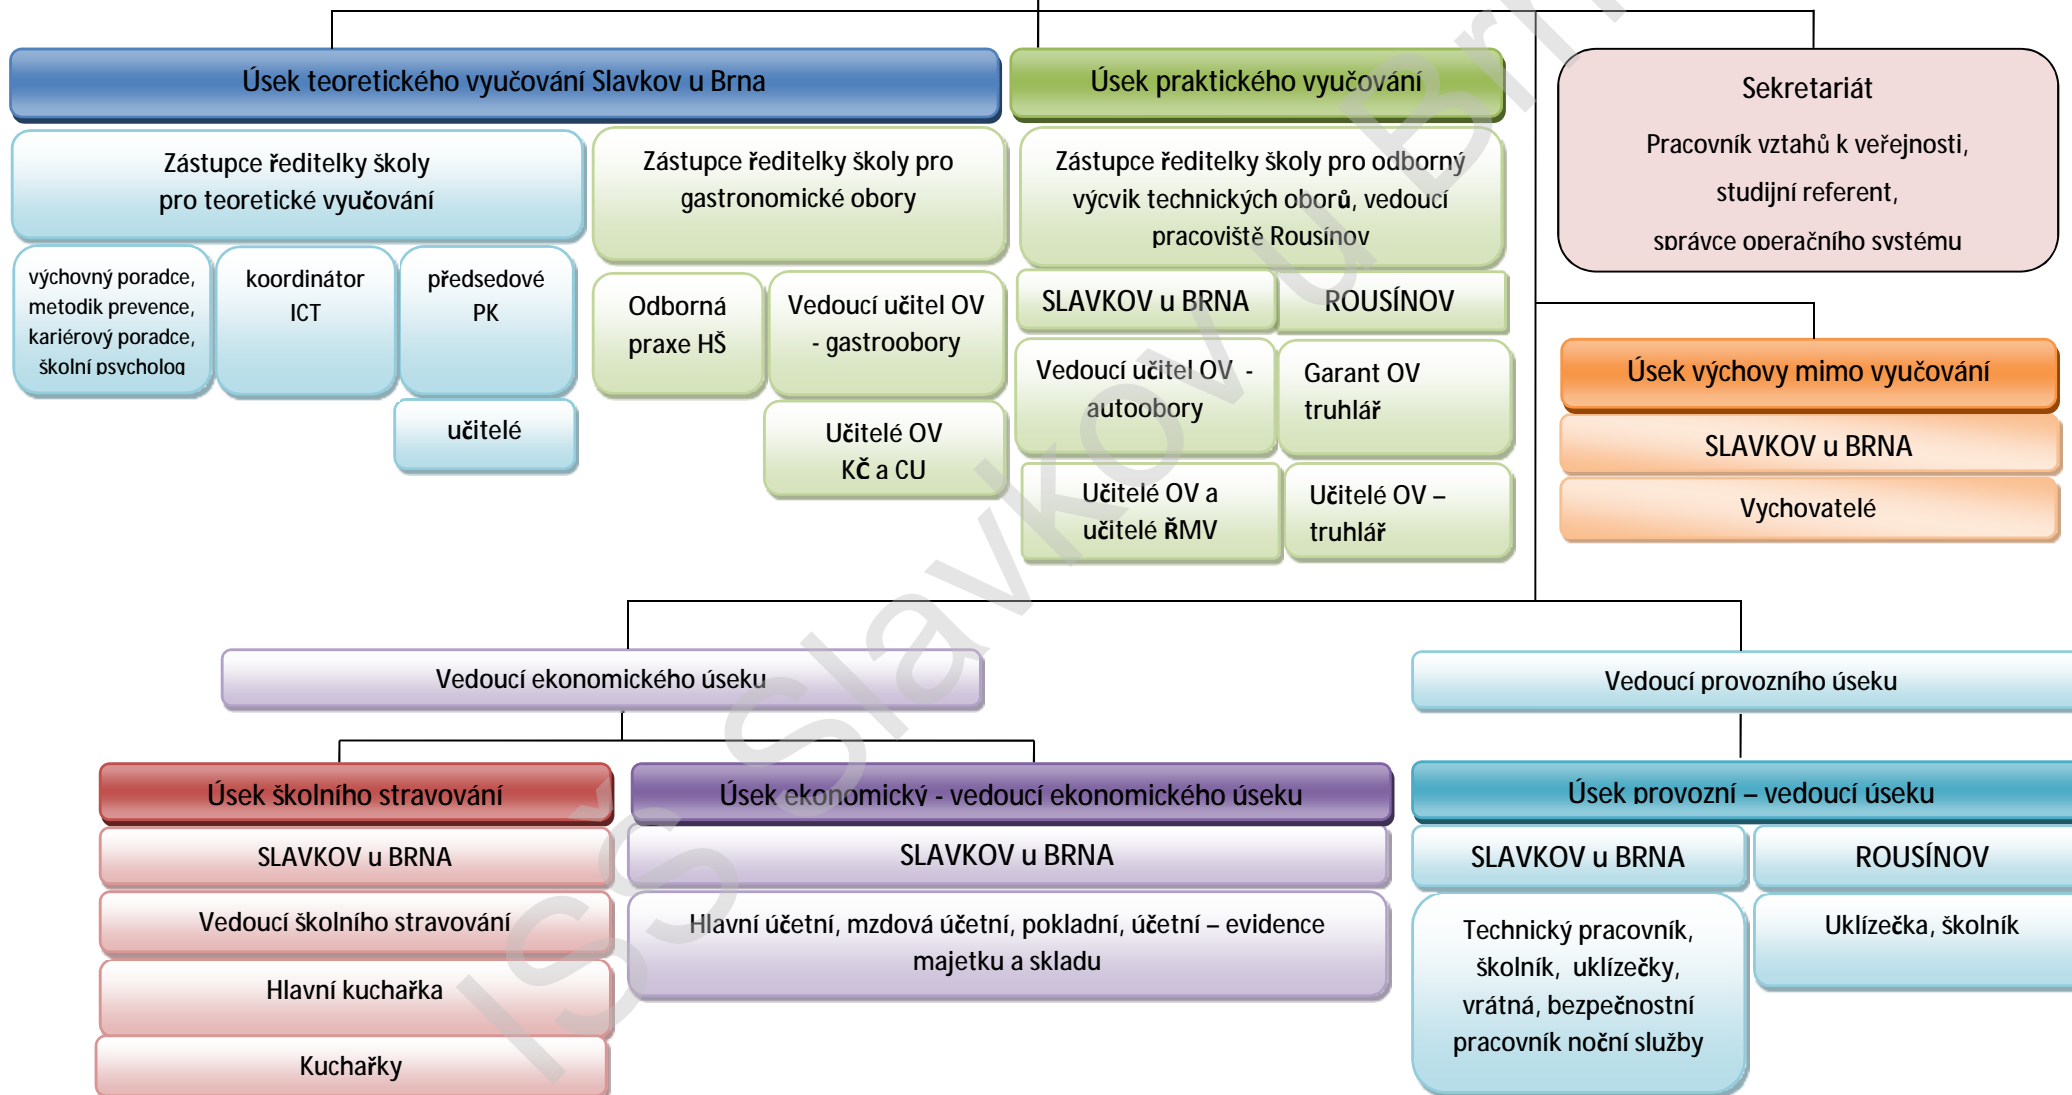 Úsek teoretického vyučování Slavkov u Brna
Úsek praktického vyučování
Sekretariát
Pracovník vztahů k veřejnosti,
studijní referent,
správce operačního systému
Zástupce ředitelky školy
pro teoretické vyučování
Zástupce ředitelky školy pro
gastronomické obory
Zástupce ředitelky školy pro odborný
výcvik technických oborů, vedoucí
pracoviště Rousínov
výchovný poradce,
metodik prevence,
kariérový poradce,
školní psycholog
koordinátor
ICT
předsedové
PK
učitelé
Odborná
praxe HŠ
Vedoucí učitel OV
- gastroobory
Učitelé OV
KČ a CU
SLAVKOV u BRNA
ROUSÍNOV
Vedoucí učitel OV -
autoobory
Garant OV
truhlář
Učitelé OV a
učitelé ŘMV
Učitelé OV –
truhlář
Úsek výchovy mimo vyučování
SLAVKOV u BRNA
Vychovatelé
Vedoucí ekonomického úseku
Vedoucí provozního úseku
Úsek školního stravování
SLAVKOV u BRNA
Vedoucí školního stravování
Hlavní kuchařka
Kuchařky
Úsek ekonomický - vedoucí ekonomického úseku
SLAVKOV u BRNA
Hlavní účetní, mzdová účetní, pokladní, účetní – evidence
majetku a skladu
Úsek provozní – vedoucí úseku
SLAVKOV u BRNA
ROUSÍNOV
Technický pracovník,
školník, uklízečky,
vrátná, bezpečnostní
pracovník noční služby
Uklízečka, školník
ISŠ Slavkov u Brn